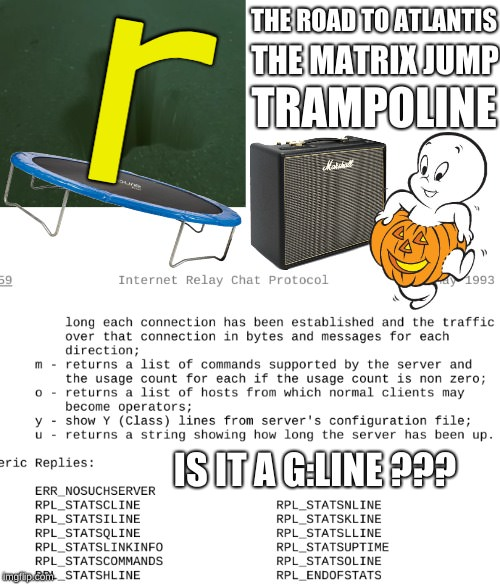 r
THE ROAD TO ATLANTIS
THE MATRIX JUMP
TRAMPOLINE
Marshall
59 Internet Relay Chat Protocol 1993
long each connection has been established and the traffic
over that connection in bytes and messages for each
direction;
m - returns a list of commands supported by the server and
the usage count for each if the usage count is non zero;
o - returns a list of hosts from which normal clients may
become operators;
y - show Y (Class) lines from server's configuration file;
u - returns a string showing how long the server has been up.
eric Replies:
IS IT A G:LINE ???
ERR_NOSUCHSERVER
RPL_STATSCLINE RPL_STATSNLINE
RPL_STATSILINE RPL_STATSKLINE
RPL_STATSQLINE RPL_STATSLLINE
RPL_STATSLINKINFO RPL_STATSUPTIME
RPL_STATSCOMMANDS RPL_STATSOLINE
RPL_STATSHLINE RPL_ENDOFSTATS
imgflip.com